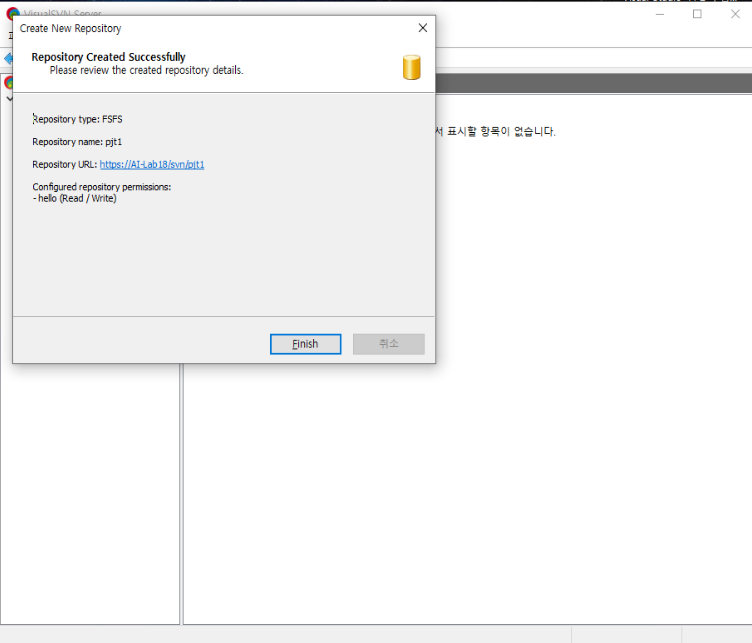 VisualSVN Server
Create New Repository
Repository Created Successfully
Please review the created repository details.
Repository type: FSFS
서 표시할 항목이 없습니다.
Repository name: pjt1
Repository URL: https://AI-Lab18/svn/pjt1
Configured repository permissions:
- hello (Read / Write)
Finish
취소